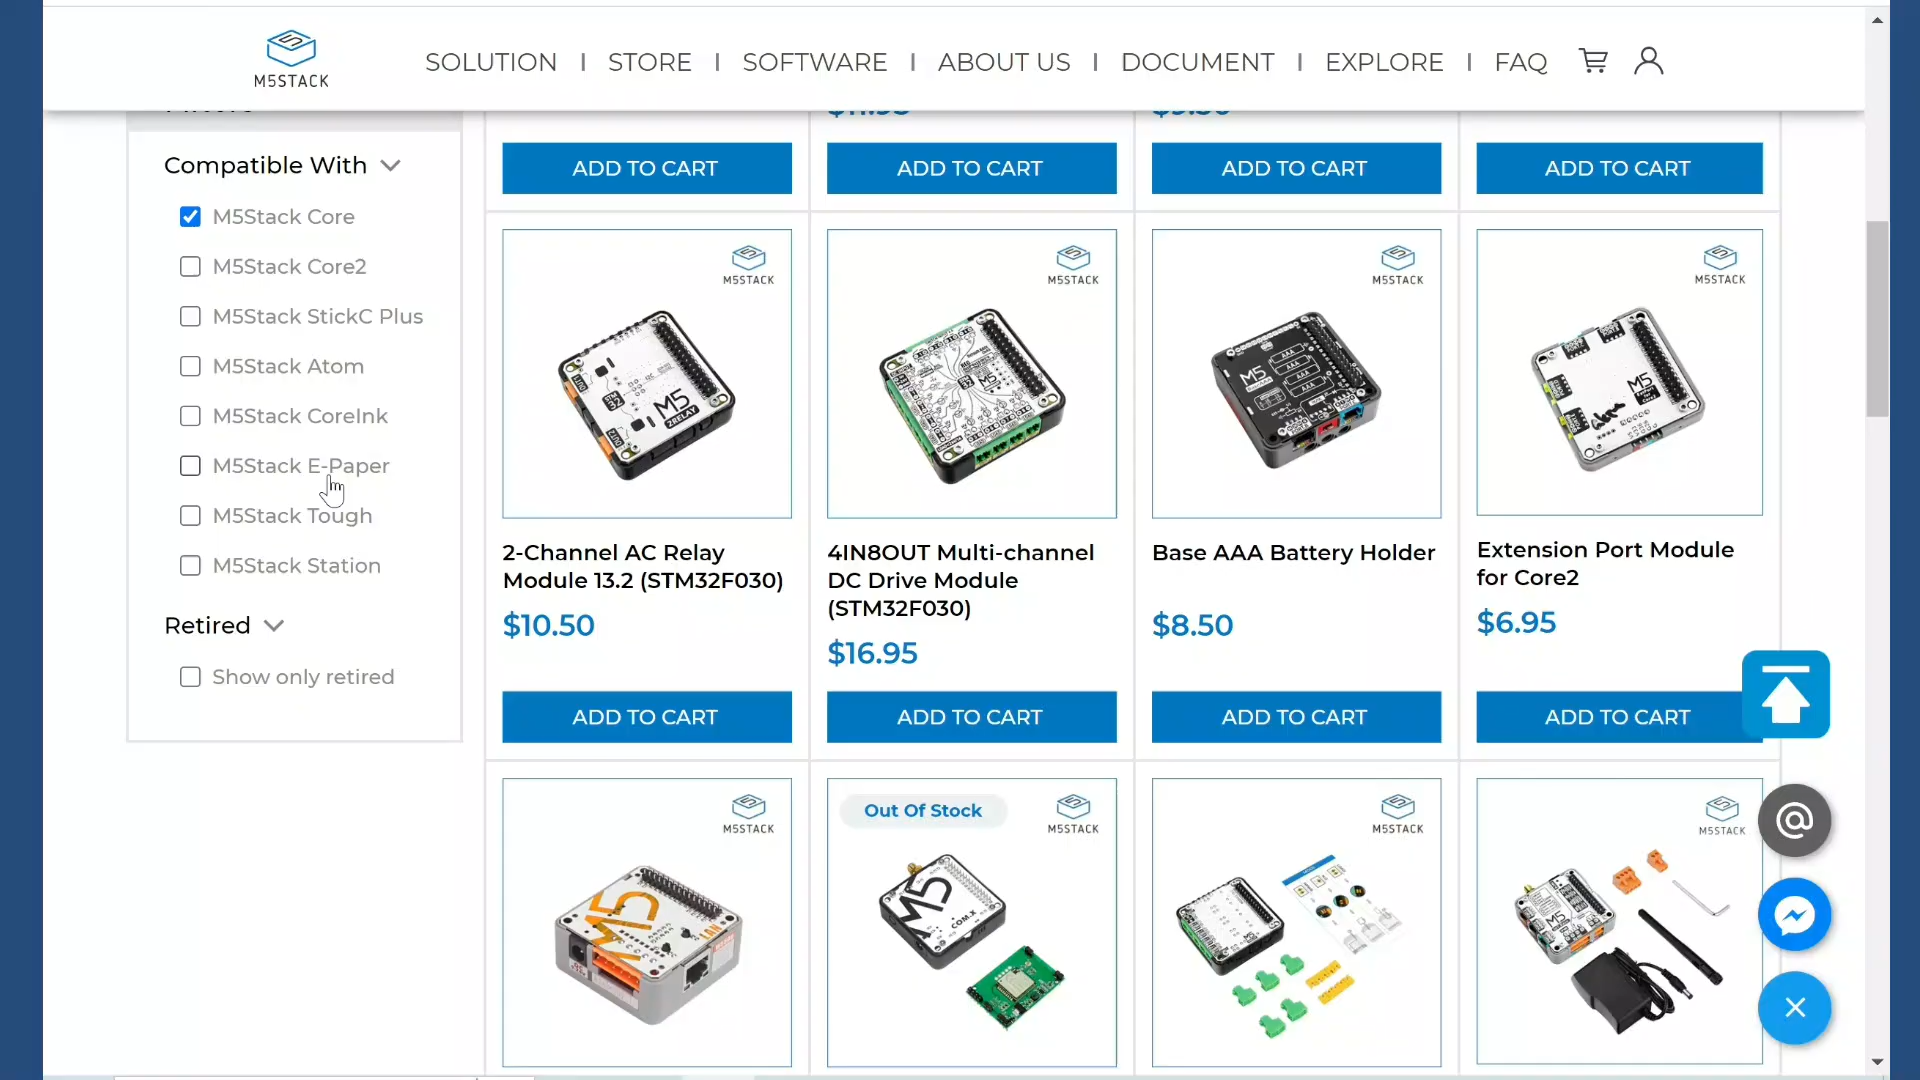 M5STACK
SOLUTION | STORE | SOFTWARE | ABOUT US | DOCUMENT | EXPLORE | FAQ
Compatible With
M5Stack Core
M5Stack Core2
M5Stack StickC Plus
M5Stack Atom
M5Stack CoreInk
M5Stack E-Paper
M5Stack Tough
M5Stack Station
Retired
Show only retired
ADD TO CART
ADD TO CART
ADD TO CART
ADD TO CART
M5STACK
M5STACK
M5STACK
M5STACK
2-Channel AC Relay
Module 13.2 (STM32F030)
$10.50
ADD TO CART
4IN8OUT Multi-channel
DC Drive Module
(STM32F030)
$16.95
ADD TO CART
Base AAA Battery Holder
$8.50
ADD TO CART
Extension Port Module
for Core2
$6.95
ADD TO CART
M5STACK
Out Of Stock
M5STACK
M5STACK
M5STACK
M5
COM.X
M5
LAN